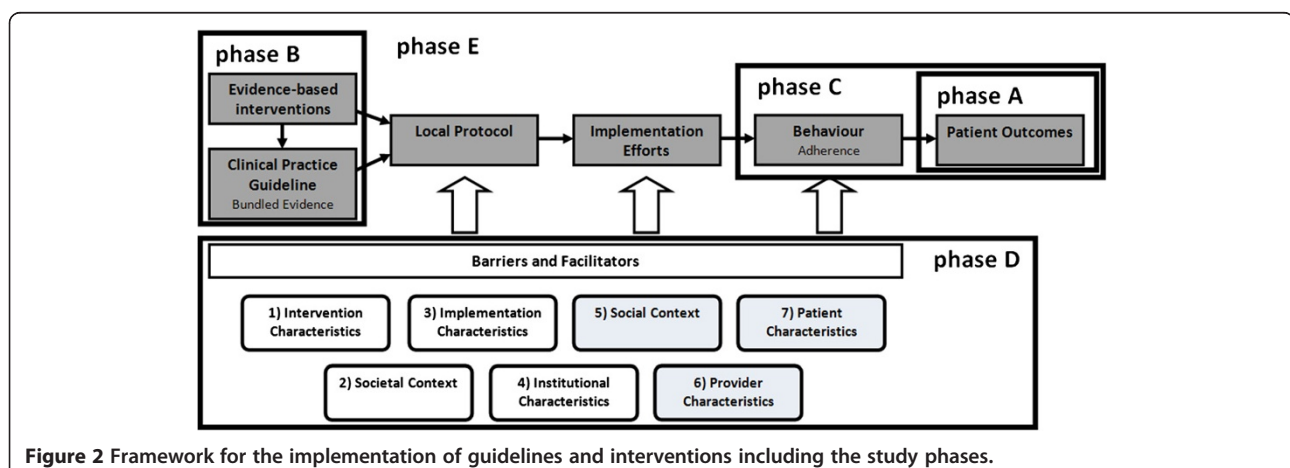 phase B
phase E
Evidence-based
interventions
Clinical Practice
Guideline
Bundled Evidence
Local Protocol
Implementation
Efforts
phase C
Behaviour
Adherence
phase A
Patient Outcomes
phase D
Barriers and Facilitators
1) Intervention
Characteristics
3) Implementation
Characteristics
5) Social Context
7) Patient
Characteristics
2) Societal Context
4) Institutional
Characteristics
6) Provider
Characteristics
Figure 2 Framework for the implementation of guidelines and interventions including the study phases.